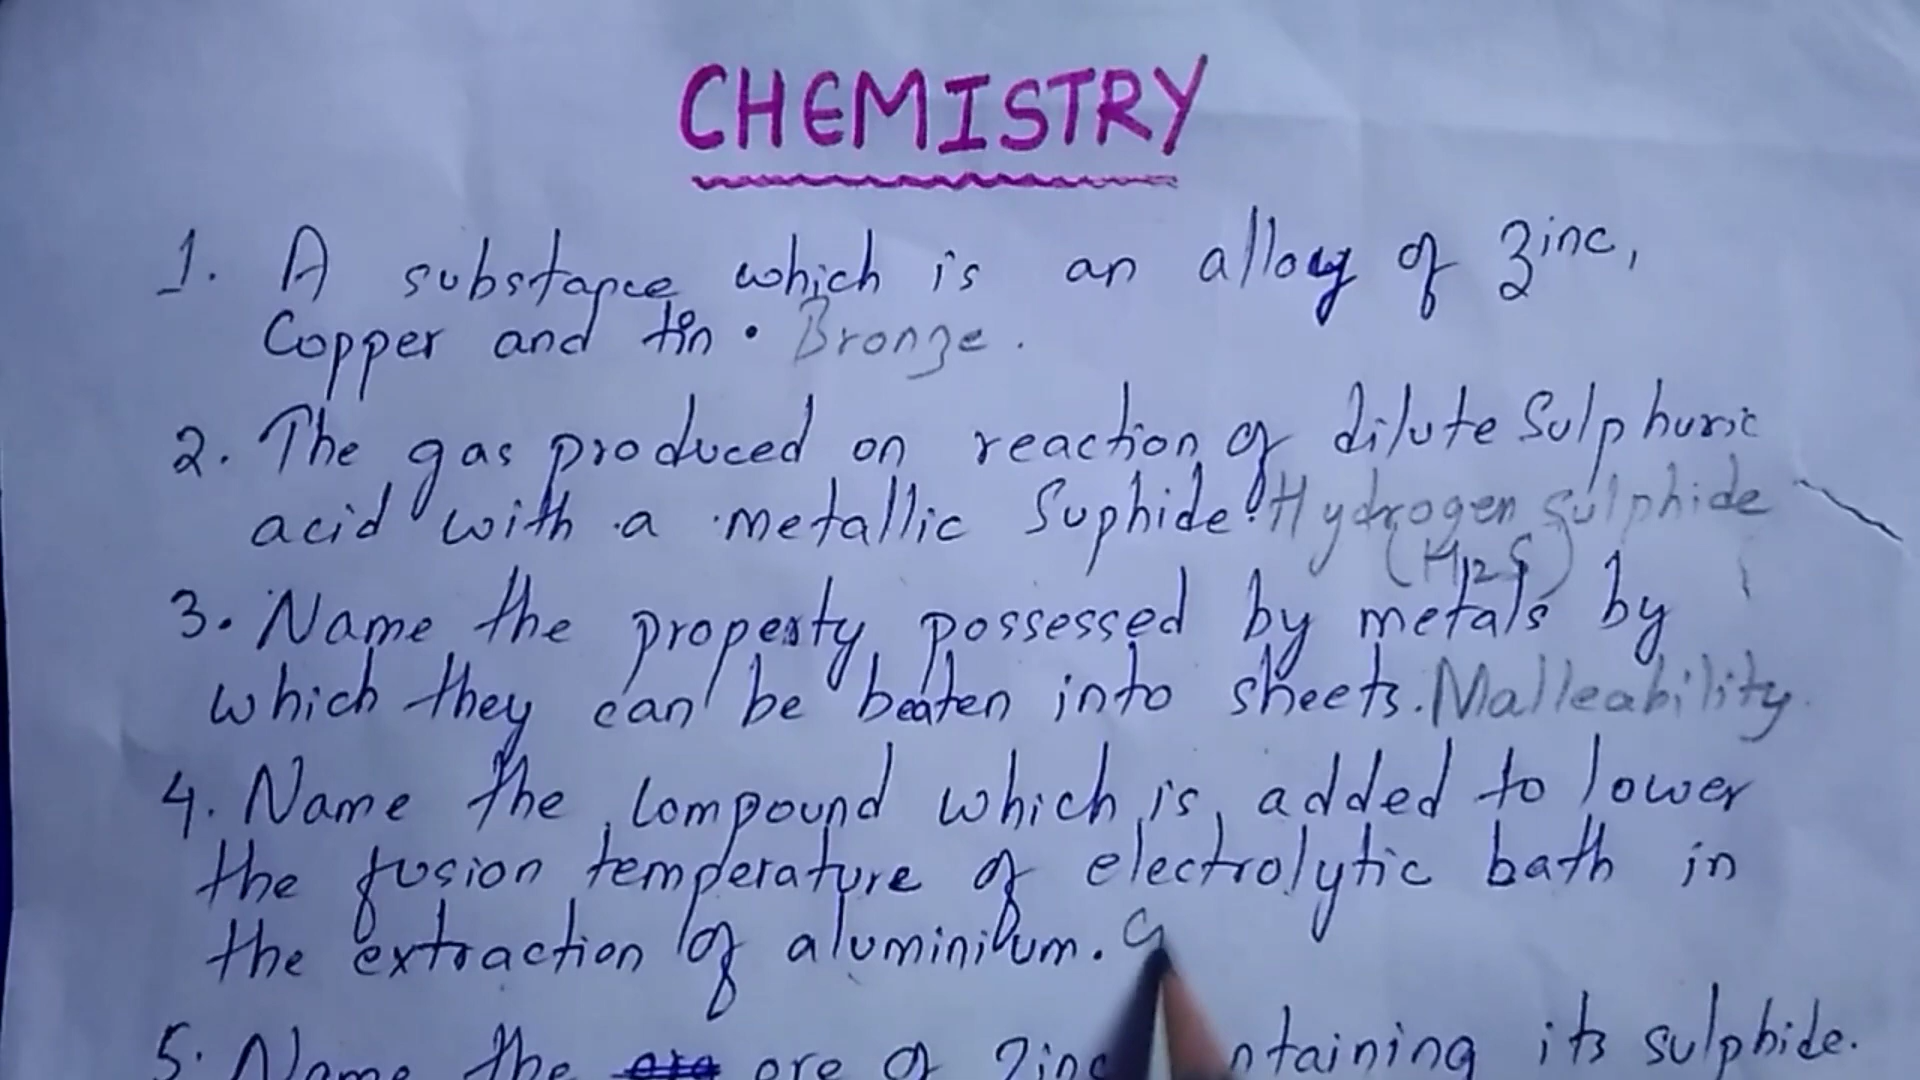 CHEMISTRY
1. A substance which is an alloy of zinc,
Copper and tin. Bronze.
2. The gas produced on reaction of dilute Sulphuric
acid with a metallic Suphide. Hydrogen sulphide
(H2S)
3. Name the property possessed by metals by
which they can be beaten into sheets. Malleability.
4. Name the compound which is added to lower
the fusion temperature of electrolytic bath in
the extraction of aluminium.
5. Name the ore of Zinc ntaining its sulphide.